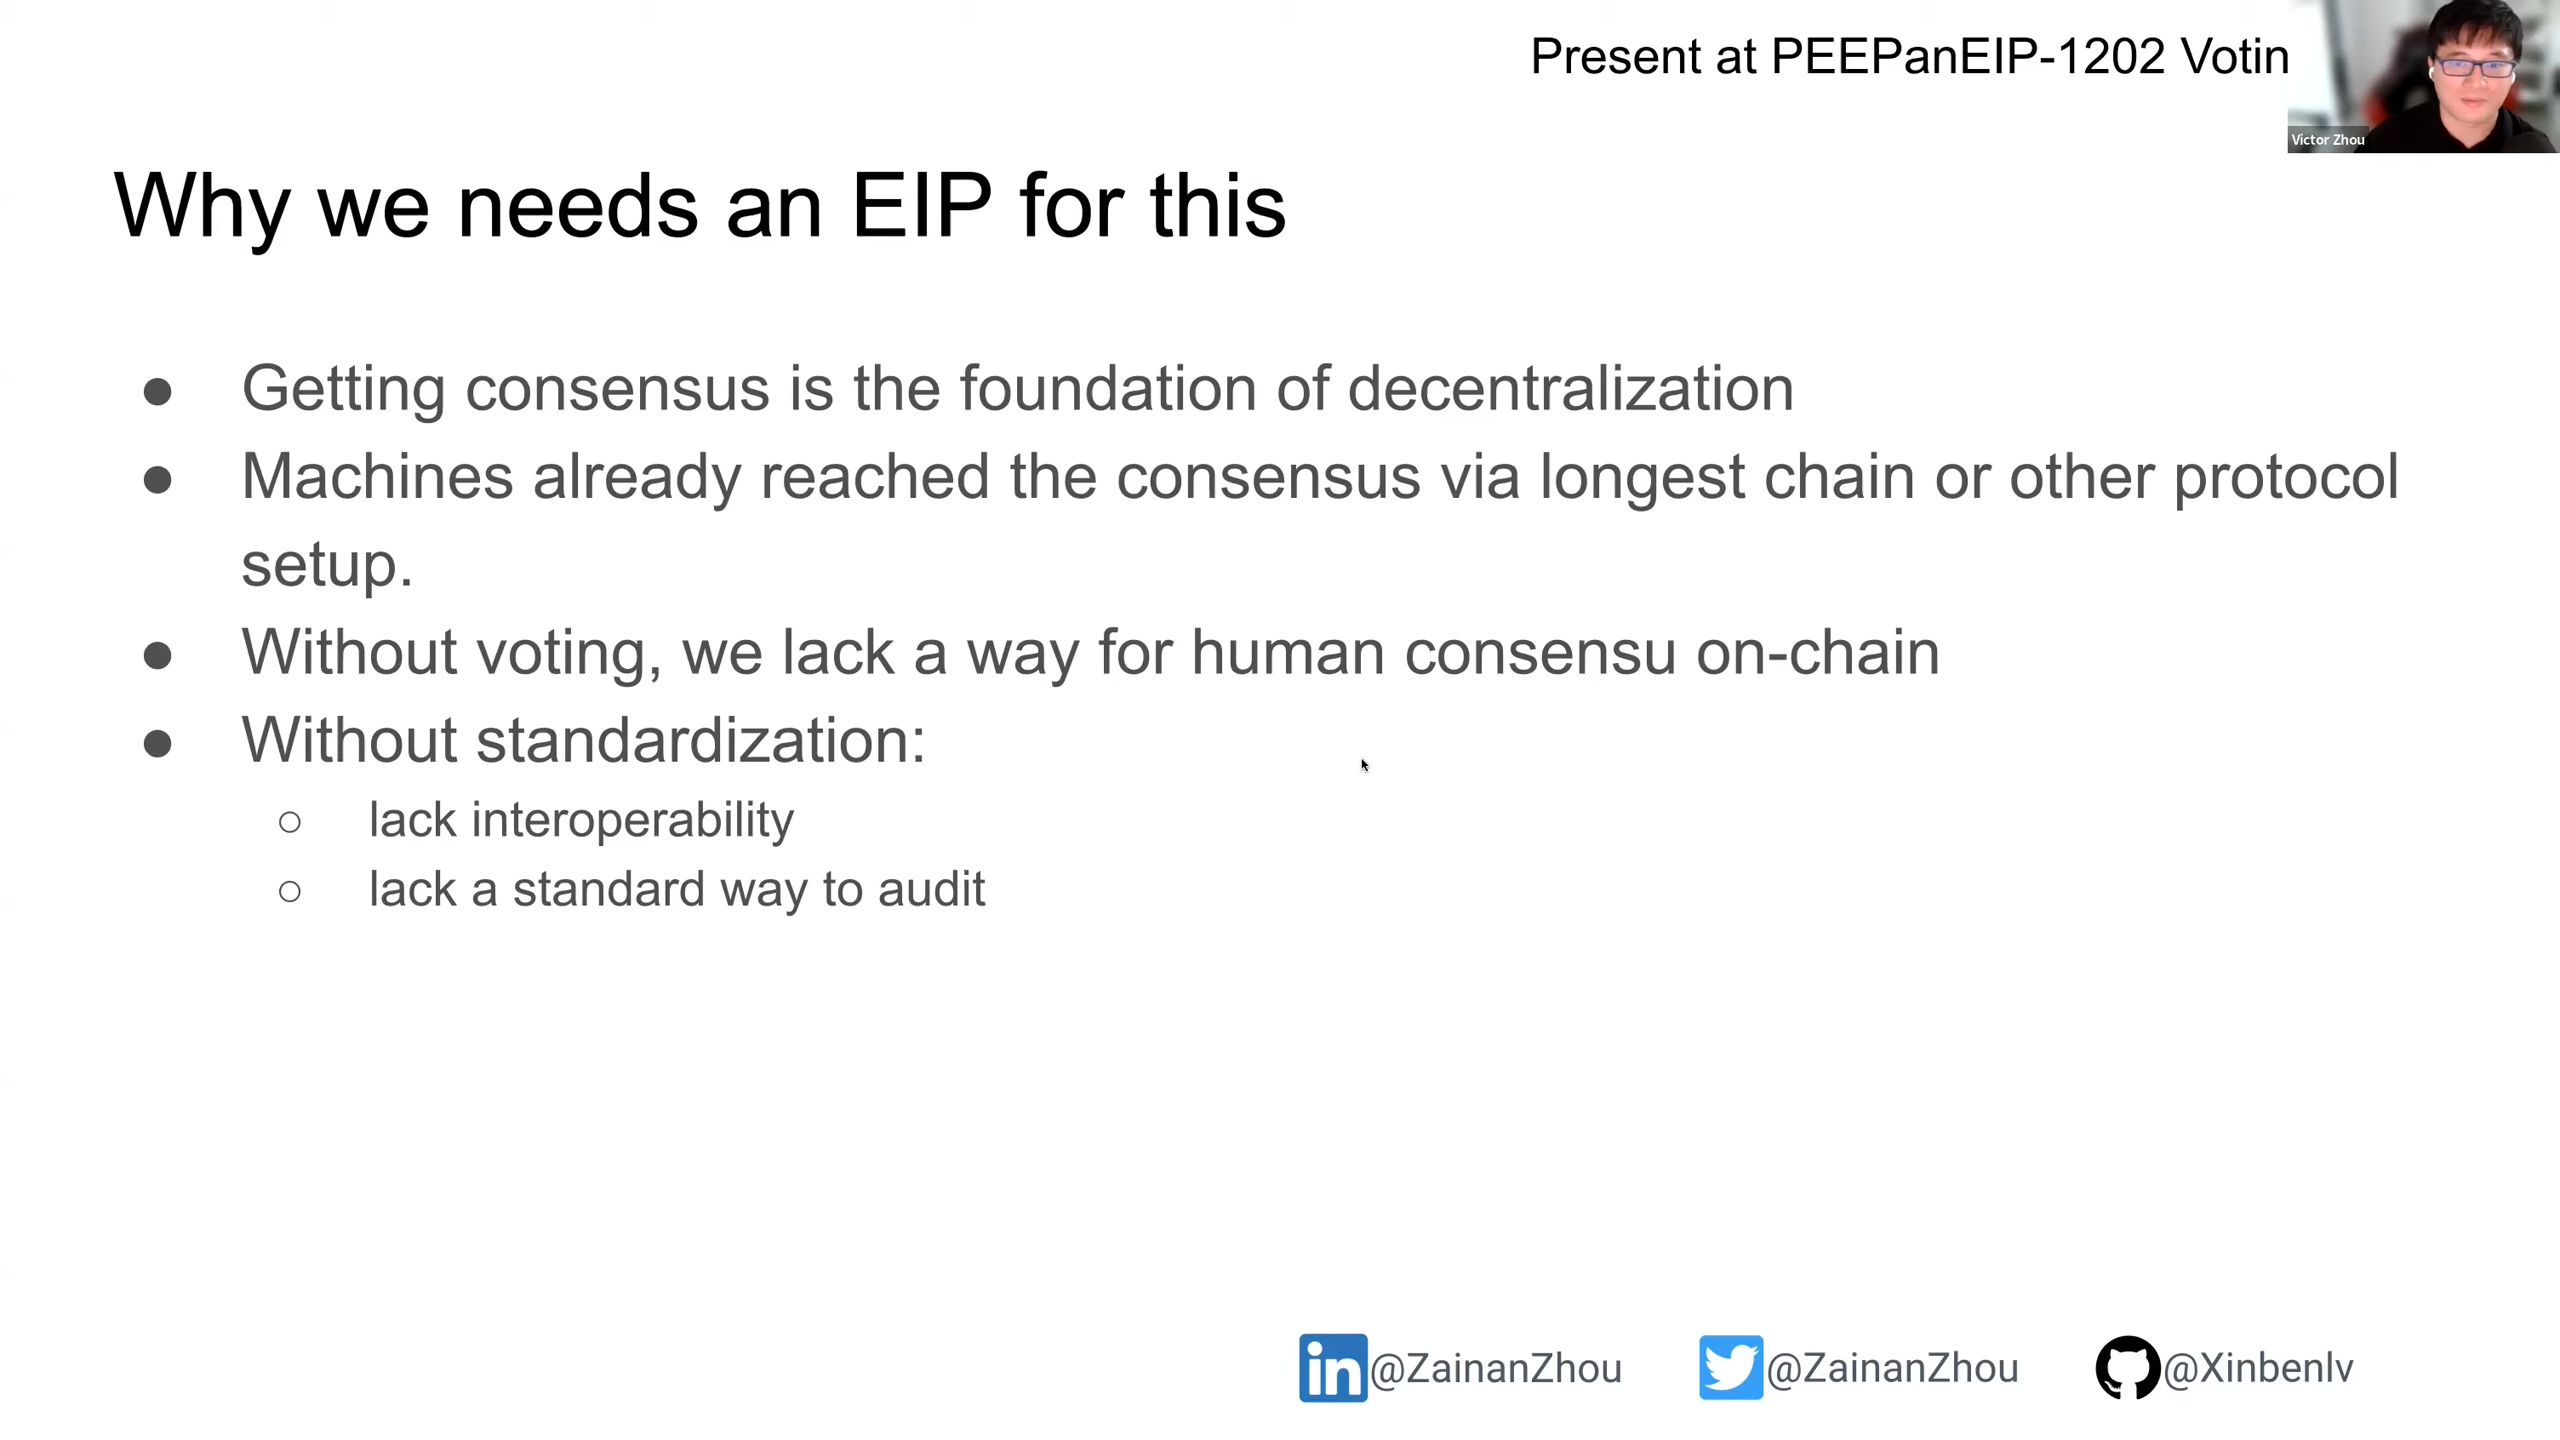 Present at PEEPanEIP-1202 Votin
Victor Zhou
Why we needs an EIP for this
● Getting consensus is the foundation of decentralization
● Machines already reached the consensus via longest chain or other protocol
setup.
● Without voting, we lack a way for human consensu on-chain
● Without standardization:
○ lack interoperability
○ lack a standard way to audit
in @ZainanZhou @ZainanZhou @Xinbenlv